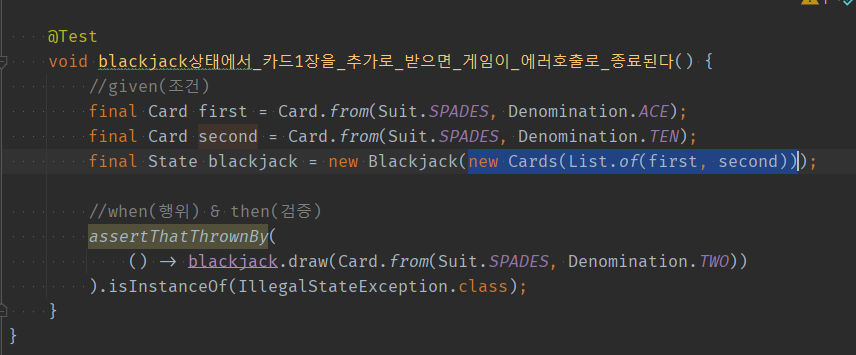 @Test
void blackjack상태에서_카드1장을_추가로_받으면_게임이_에러호출로_종료된다() {
//given(조건)
final Card first = Card.from(Suit.SPADES, Denomination.ACE);
final Card second = Card.from(Suit.SPADES, Denomination.TEN);
final State blackjack = new Blackjack(new Cards(List.of(first, second)));
//when(행위) & then(검증)
assertThatThrownBy(
() -> blackjack.draw(Card.from(Suit.SPADES, Denomination.TWO))
).isInstanceOf(IllegalStateException.class);
}
}